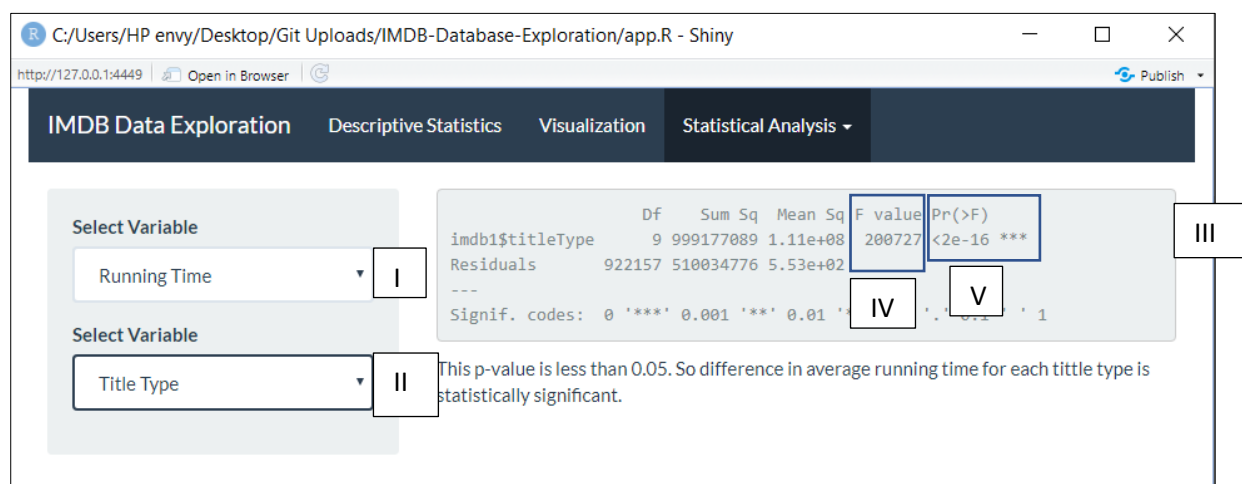 R C:/Users/HP envy/Desktop/Git Uploads/IMDB-Database-Exploration/app.R - Shiny
http://127.0.0.1:4449 Open in Browser Publish
IMDB Data Exploration Descriptive Statistics Visualization Statistical Analysis
Select Variable
Running Time
I
Select Variable
Title Type
II
Df Sum Sq Mean Sq F value Pr(>F)
imdb1$titleType 9 999177089 1.11e+08 200727 <2e-16 ***
Residuals 922157 510034776 5.53e+02
---
Signif. codes: 0 '***' 0.001 '**' 0.01 '.' ' ' 1
III
IV
V
This p-value is less than 0.05. So difference in average running time for each tittle type is
statistically significant.